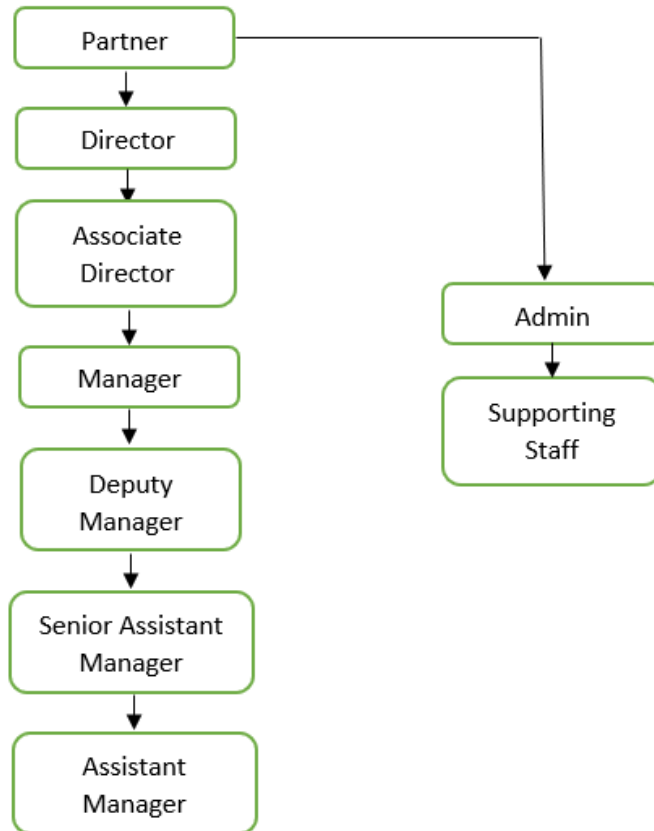 Partner
Director
Associate
Director
Manager
Deputy
Manager
Senior Assistant
Manager
Assistant
Manager
Admin
Supporting
Staff